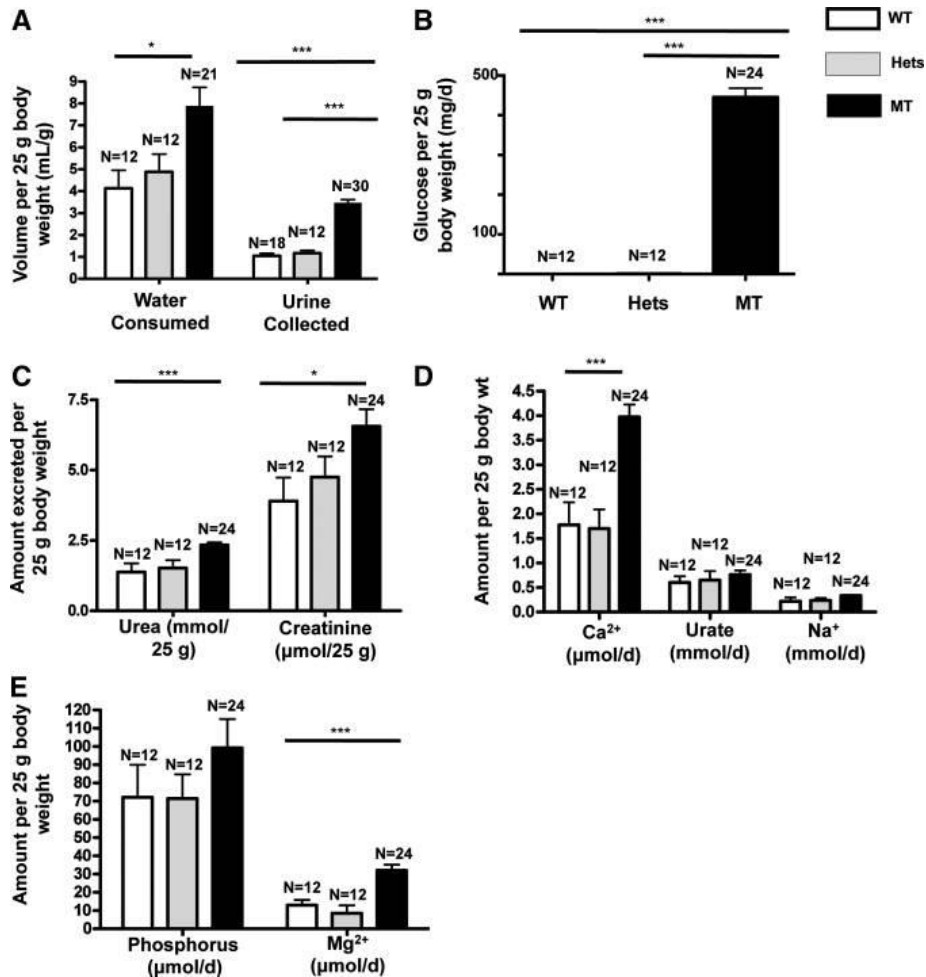 A
Volume per 25 g body
weight (mL/g)
9
8
7
6
5
4
3
2
1
0
*
***
***
N=12
N=12
N=21
N=18
N=12
N=30
Water
Consumed
Urine
Collected
B
Glucose per 25 g
body weight (mg/d)
500
100
***
***
N=12
N=12
N=24
WT
Hets
MT
WT
Hets
MT
C
Amount excreted per
25 g body weight
7.5
5.0
2.5
0.0
***
*
N=12
N=12
N=24
N=12
N=12
N=24
Urea (mmol/
25 g)
Creatinine
(μmol/25 g)
D
Amount per 25 g body wt
4.5
4.0
3.5
3.0
2.5
2.0
1.5
1.0
0.5
0.0
***
N=12
N=12
N=24
N=12
N=12
N=24
N=12
N=12
N=24
Ca²⁺
(μmol/d)
Urate
(mmol/d)
Na⁺
(mmol/d)
E
Amount per 25 g body
weight
120
110
100
90
80
70
60
50
40
30
20
10
0
***
N=12
N=12
N=24
N=12
N=12
N=24
Phosphorus
(μmol/d)
Mg²⁺
(μmol/d)